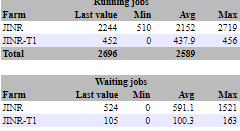 Running jobs
Farm Last value Min Avg Max
JINR 2244 510 2152 2719
JINR-T1 452 0 437.9 456
Total 2696 2589
Waiting jobs
Farm Last value Min Avg Max
JINR 524 0 591.1 1521
JINR-T1 105 0 100.3 163